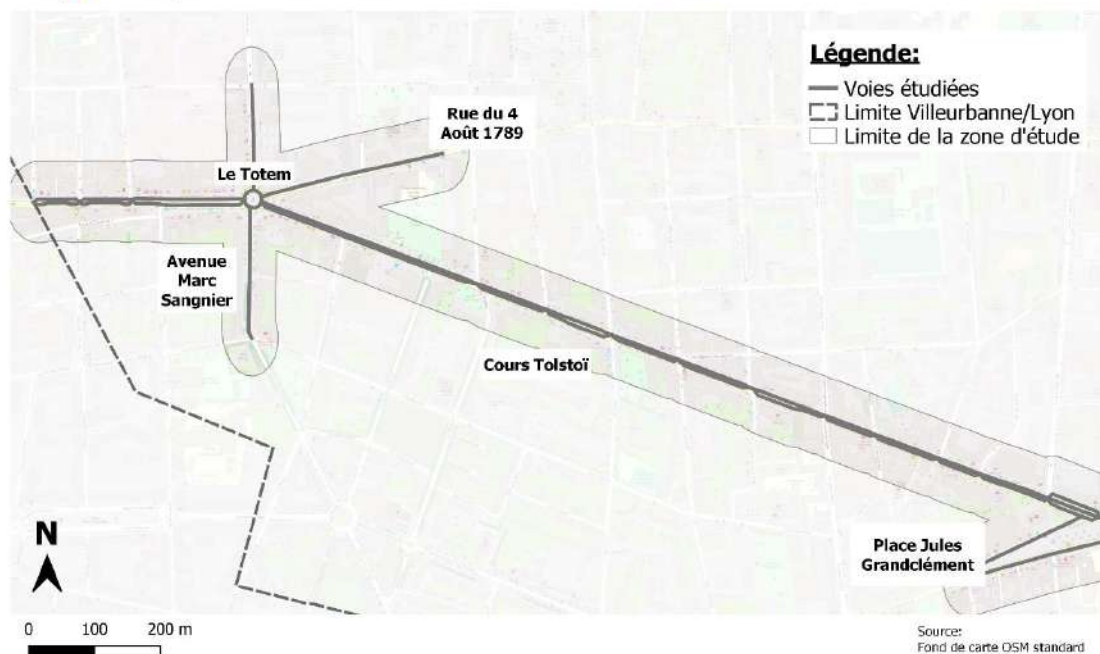 Légende:
Voies étudiées
Limite Villeurbanne/Lyon
Limite de la zone d'étude
Rue du 4
Août 1789
Le Totem
Avenue
Marc
Sangnier
Cours Tolstoï
Place Jules
Grandclément
N
0 100 200 m
Source:
Fond de carte OSM standard